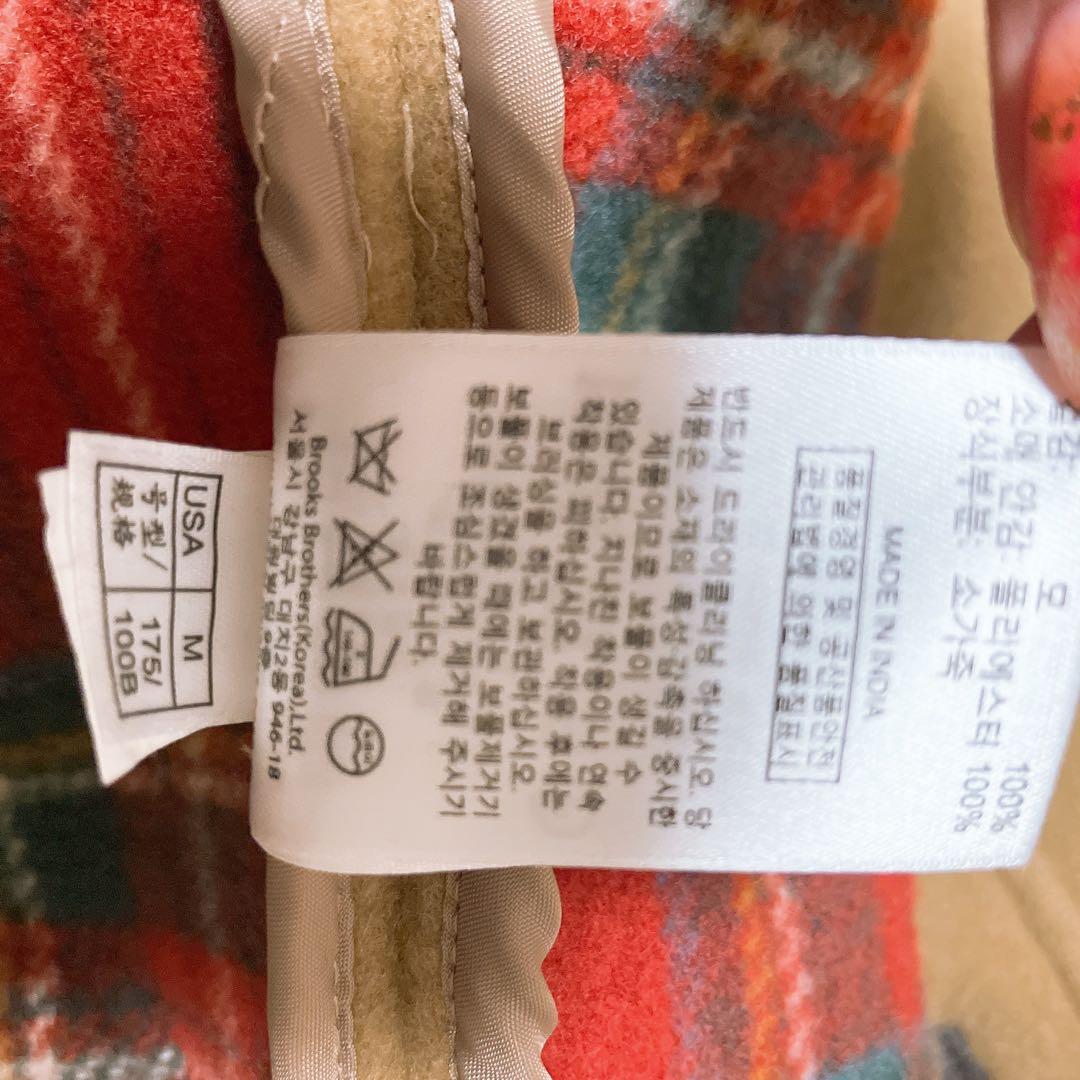 겉감: 모 100%
소매 안감: 폴리에스터 100%
장식부분: 소가죽
MADE IN INDIA
품질경영 및 공산품안전
관리법에 의한 품질표시
반드시 드라이클리닝 하십시오. 당
제품은 소재의 특성·감촉을 중시한
제품이므로 보풀이 생길 수
있습니다. 지나친 착용이나 연속
착용은 피하십시오. 착용 후에는
브러싱을 하고 보관하십시오.
보풀이 생겼을 때에는 보풀제거기
등으로 조심스럽게 제거해 주시기
바랍니다.
Brooks Brothers(Korea),Ltd.
서울시 강남구 대치2동 946-18
USA M
号型/ 175/
规格 100B